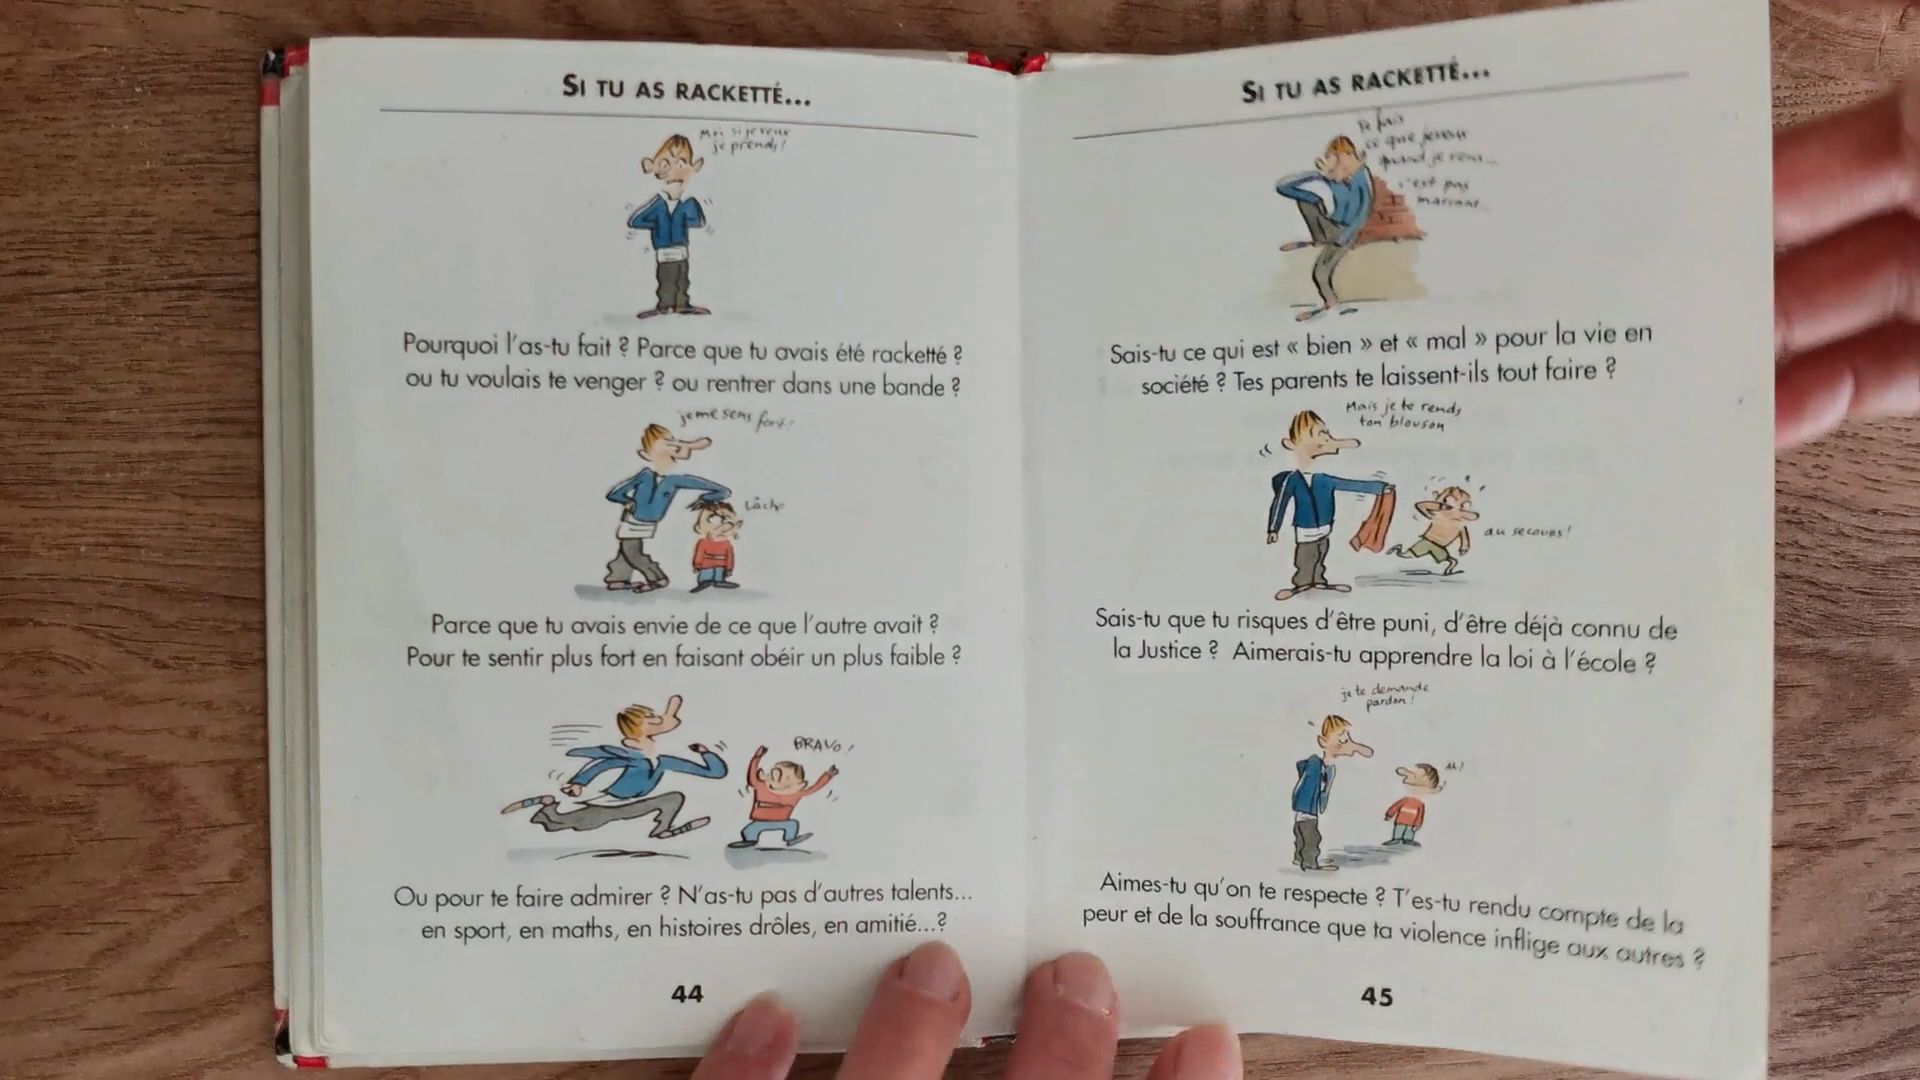 SI TU AS RACKETTÉ...
Moi si je veux
je prends!
Pourquoi l'as-tu fait ? Parce que tu avais été racketté ?
ou tu voulais te venger ? ou rentrer dans une bande ?
je me sens fort!
Lâche
Parce que tu avais envie de ce que l'autre avait ?
Pour te sentir plus fort en faisant obéir un plus faible ?
BRAVO !
Ou pour te faire admirer ? N'as-tu pas d'autres talents...
en sport, en maths, en histoires drôles, en amitié...?
44
SI TU AS RACKETTÉ...
Je fais
ce que je veux
quand je veux...
c'est pas
marrant...
Sais-tu ce qui est « bien » et « mal » pour la vie en
société ? Tes parents te laissent-ils tout faire ?
Mais je te rends
ton blouson
au secours!
Sais-tu que tu risques d'être puni, d'être déjà connu de
la Justice ? Aimerais-tu apprendre la loi à l'école ?
je te demande
pardon!
Ah!
Aimes-tu qu'on te respecte ? T'es-tu rendu compte de la
peur et de la souffrance que ta violence inflige aux autres ?
45